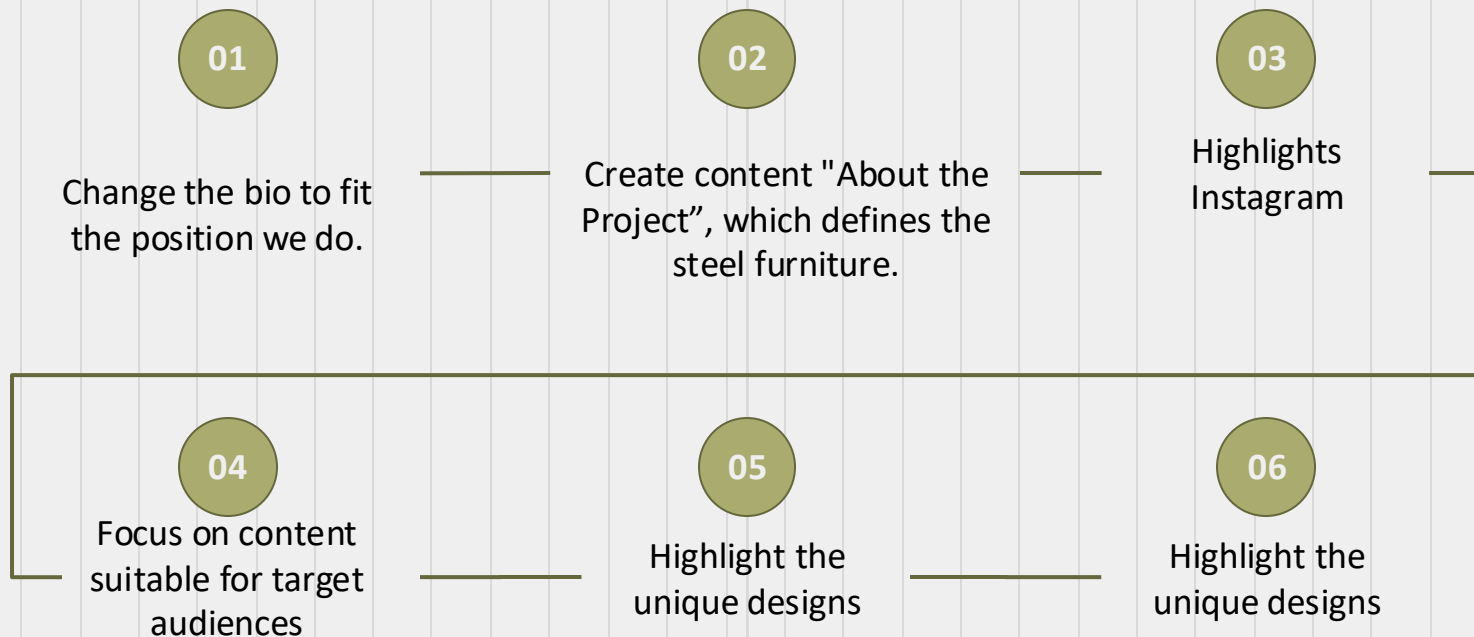 01
Change the bio to fit
the position we do.
02
Create content "About the
Project”, which defines the
steel furniture.
03
Highlights
Instagram
04
Focus on content
suitable for target
audiences
05
Highlight the
unique designs
06
Highlight the
unique designs